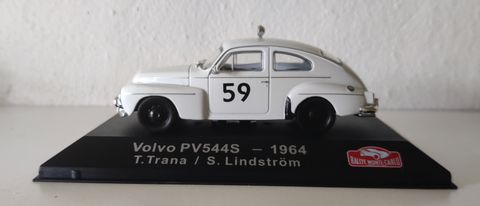 59
Volvo PV544S – 1964
T.Trana / S. Lindström
RALLYE MONTE-CARLO